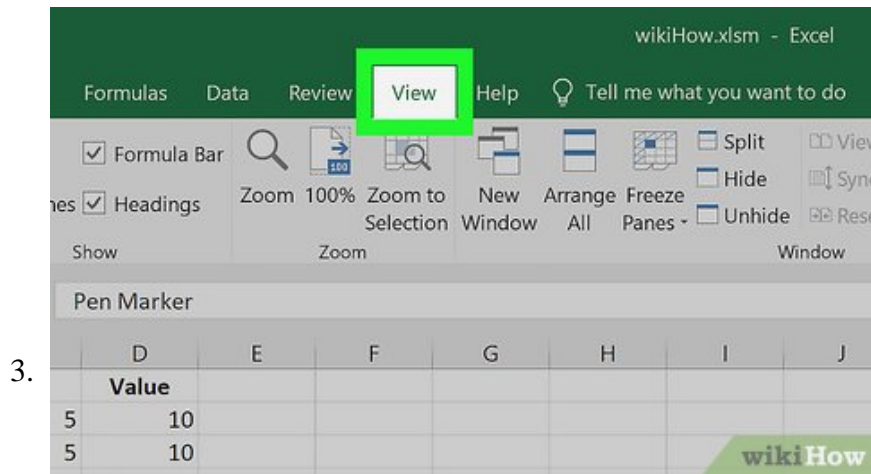 wikiHow.xlsm - Excel
Formulas Data Review View Help Tell me what you want to do
Formula Bar
Headings
Zoom 100% Zoom to Selection
New Window
Arrange All
Freeze Panes
Split
Hide
Unhide
Show Zoom Window
Pen Marker
D E F G H I J
3.
Value
5 10
5 10
wikiHow